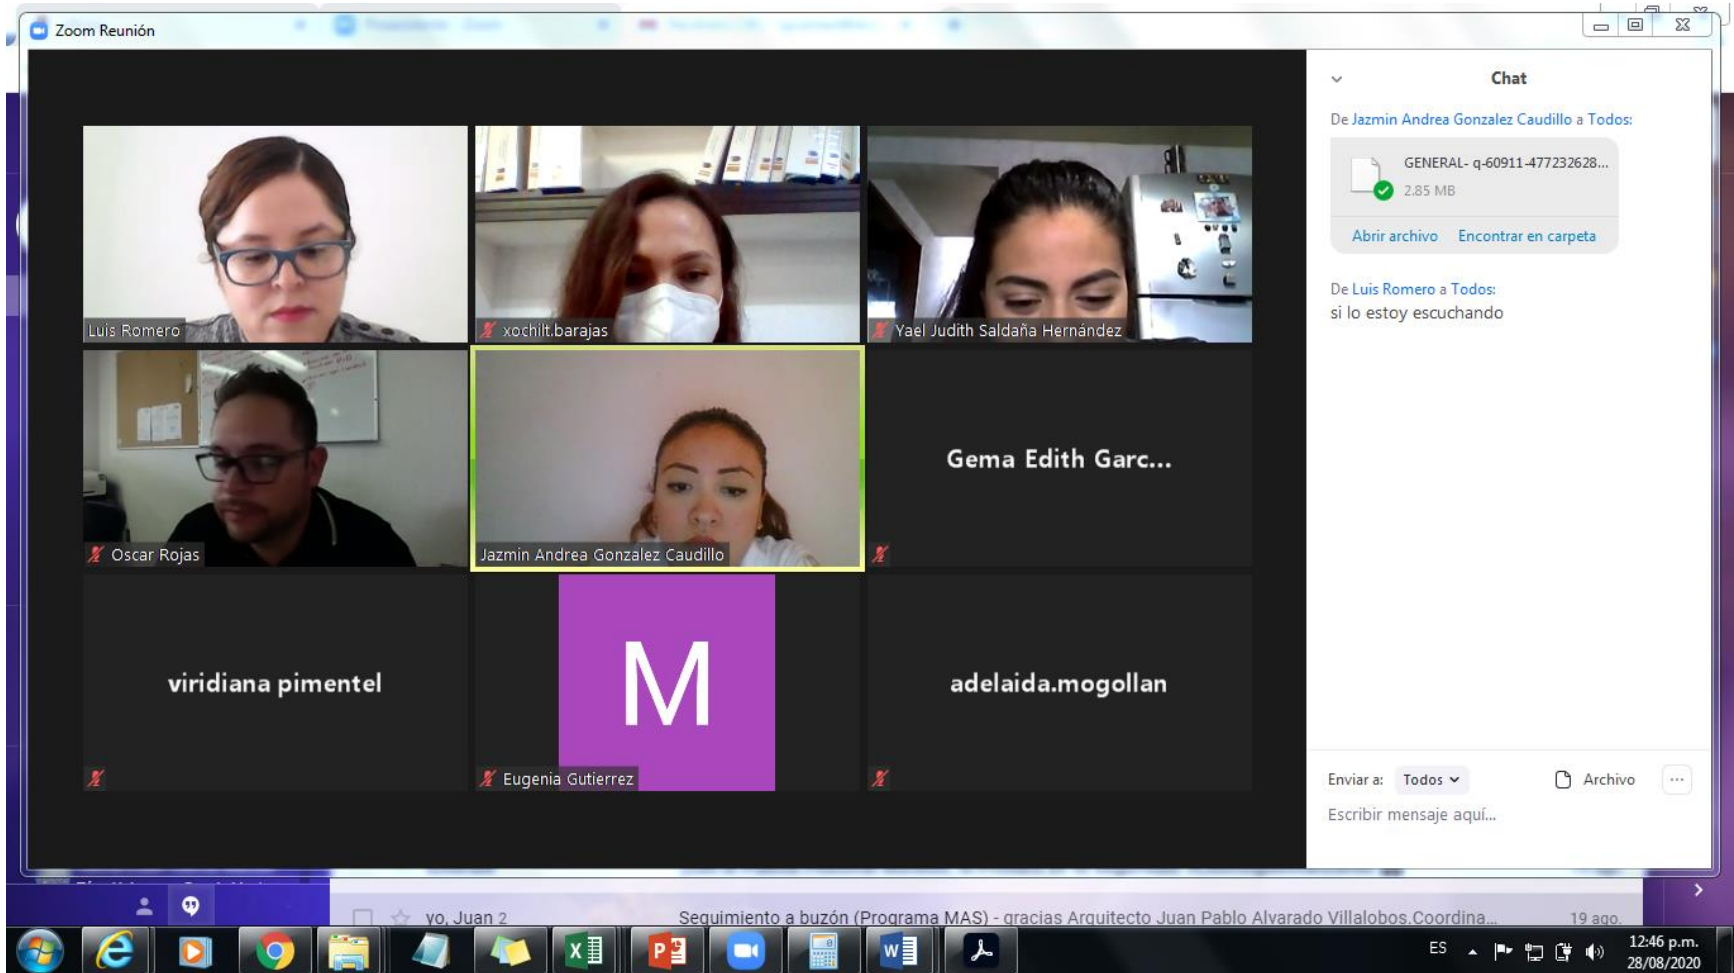 Zoom Reunión
Luis Romero
xochilt.barajas
Yael Judith Saldaña Hernández
Oscar Rojas
Jazmin Andrea Gonzalez Caudillo
Gema Edith Garc...
viridiana pimentel
M
Eugenia Gutierrez
adelaida.mogollan
Chat
De Jazmin Andrea Gonzalez Caudillo a Todos:
GENERAL- q-60911-477232628...
2.85 MB
Abrir archivo Encontrar en carpeta
De Luis Romero a Todos:
si lo estoy escuchando
Enviar a: Todos Archivo
Escribir mensaje aquí...
yo, Juan 2 Seguimiento a buzón (Programa MAS) - gracias Arquitecto Juan Pablo Alvarado Villalobos.Coordina... 19 ago.
ES 12:46 p.m.
28/08/2020